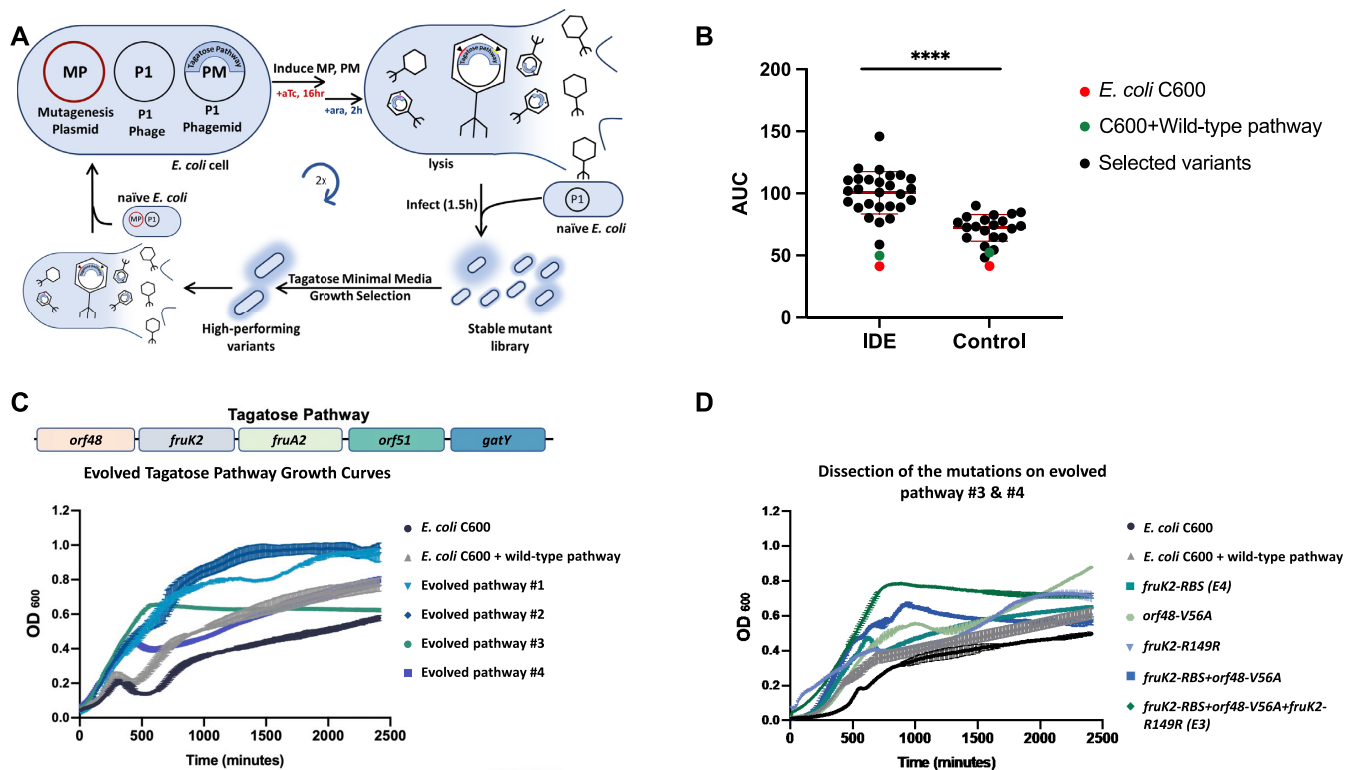 A
MP
P1
Tagatose Pathway
PM
Mutagenesis
Plasmid
P1
Phage
P1
Phagemid
E. coli cell
Induce MP, PM
+aTc, 16hr
+ara, 2h
Tagatose pathway
lysis
2x
Infect (1.5h)
P1
naïve E. coli
naïve E. coli
MP P1
Tagatose Minimal Media
Growth Selection
High-performing
variants
Stable mutant
library
B
****
200
150
100
50
0
AUC
IDE
Control
E. coli C600
C600+Wild-type pathway
Selected variants
C
Tagatose Pathway
orf48 fruK2 fruA2 orf51 gatY
Evolved Tagatose Pathway Growth Curves
1.2
1.0
0.8
0.6
0.4
0.2
0.0
OD 600
0 500 1000 1500 2000 2500
Time (minutes)
E. coli C600
E. coli C600 + wild-type pathway
Evolved pathway #1
Evolved pathway #2
Evolved pathway #3
Evolved pathway #4
D
Dissection of the mutations on evolved
pathway #3 & #4
1.2
1.0
0.8
0.6
0.4
0.2
0.0
OD 600
0 500 1000 1500 2000 2500
Time (minutes)
E. coli C600
E. coli C600 + wild-type pathway
fruK2-RBS (E4)
orf48-V56A
fruK2-R149R
fruK2-RBS+orf48-V56A
fruK2-RBS+orf48-V56A+fruK2-
R149R (E3)